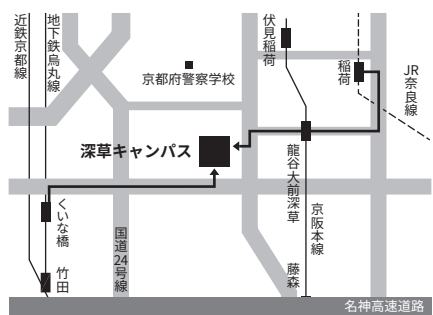 近鉄京都線
地下鉄烏丸線
伏見稲荷
稲荷
JR
奈良線
京都府警察学校
深草キャンパス
龍谷大前深草
くいな橋
国道24号線
京阪本線
竹田
藤森
名神高速道路